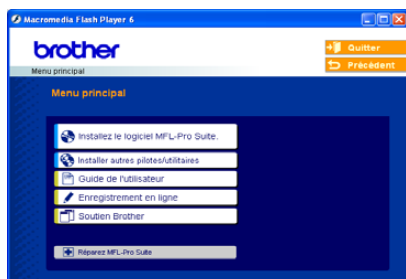 Macromedia Flash Player 6
brother
Quitter
Précédent
Menu principal
Menu principal
Installez le logiciel MFL-Pro Suite.
Installer autres pilotes/utilitaires
Guide de l'utilisateur
Enregistrement en ligne
Soutien Brother
Réparez MFL-Pro Suite